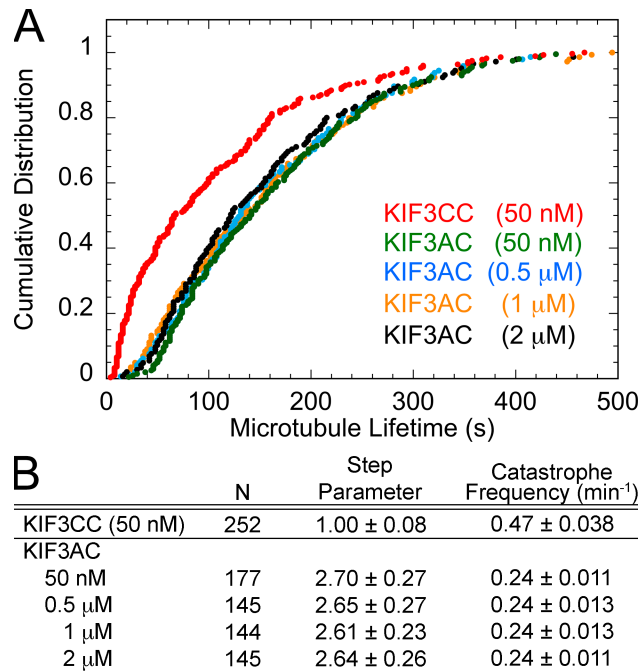 A
Cumulative Distribution
1
0.8
0.6
0.4
0.2
0
0 100 200 300 400 500
Microtubule Lifetime (s)
KIF3CC (50 nM)
KIF3AC (50 nM)
KIF3AC (0.5 μM)
KIF3AC (1 μM)
KIF3AC (2 μM)
B
N Step Parameter Catastrophe Frequency (min⁻¹)
KIF3CC (50 nM) 252 1.00 ± 0.08 0.47 ± 0.038
KIF3AC
50 nM 177 2.70 ± 0.27 0.24 ± 0.011
0.5 μM 145 2.65 ± 0.27 0.24 ± 0.013
1 μM 144 2.61 ± 0.23 0.24 ± 0.013
2 μM 145 2.64 ± 0.26 0.24 ± 0.011